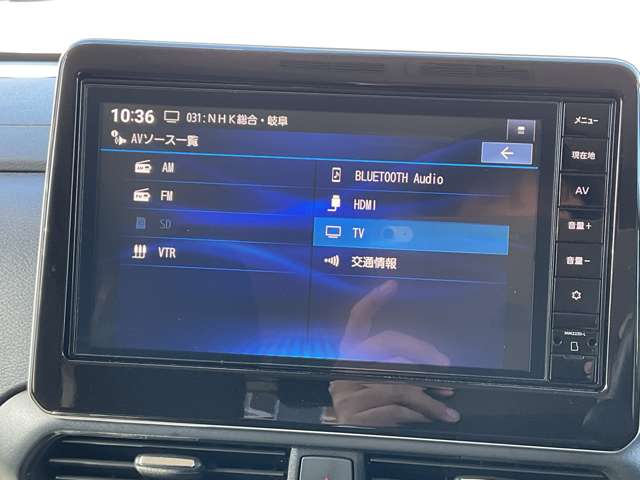 10:36 031:NHK総合・岐阜
AVソース一覧
AM
FM
SD
VTR
BLUETOOTH Audio
HDMI
TV
交通情報
メニュー
現在地
AV
音量+
音量−